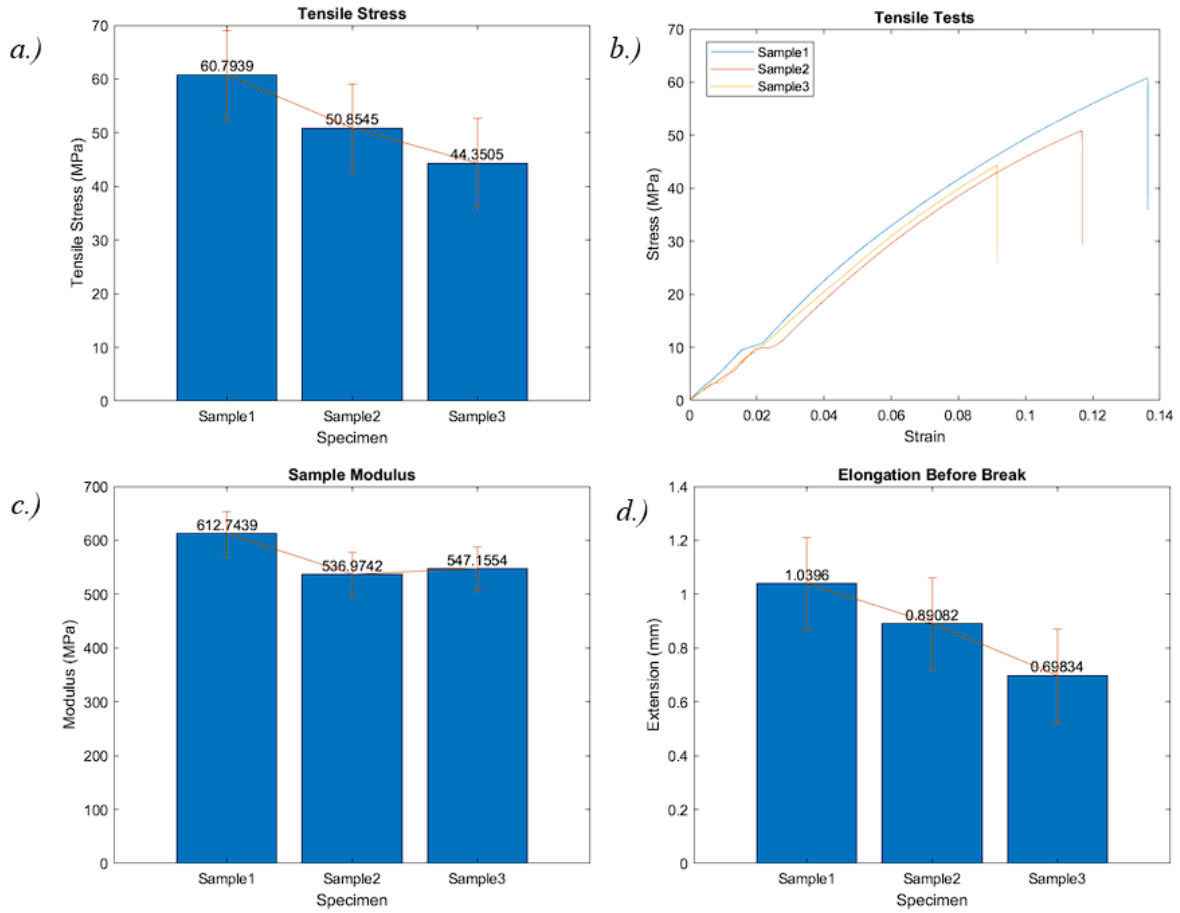 a.)
Tensile Stress
Tensile Stress (MPa)
70
60
50
40
30
20
10
0
60.7939
50.8545
44.3505
Sample1 Sample2 Sample3
Specimen
b.)
Tensile Tests
Stress (MPa)
70
60
50
40
30
20
10
0
Sample1
Sample2
Sample3
0 0.02 0.04 0.06 0.08 0.1 0.12 0.14
Strain
c.)
Sample Modulus
Modulus (MPa)
700
600
500
400
300
200
100
0
612.7439
536.9742
547.1554
Sample1 Sample2 Sample3
Specimen
d.)
Elongation Before Break
Extension (mm)
1.4
1.2
1
0.8
0.6
0.4
0.2
0
1.0396
0.89082
0.69834
Sample1 Sample2 Sample3
Specimen